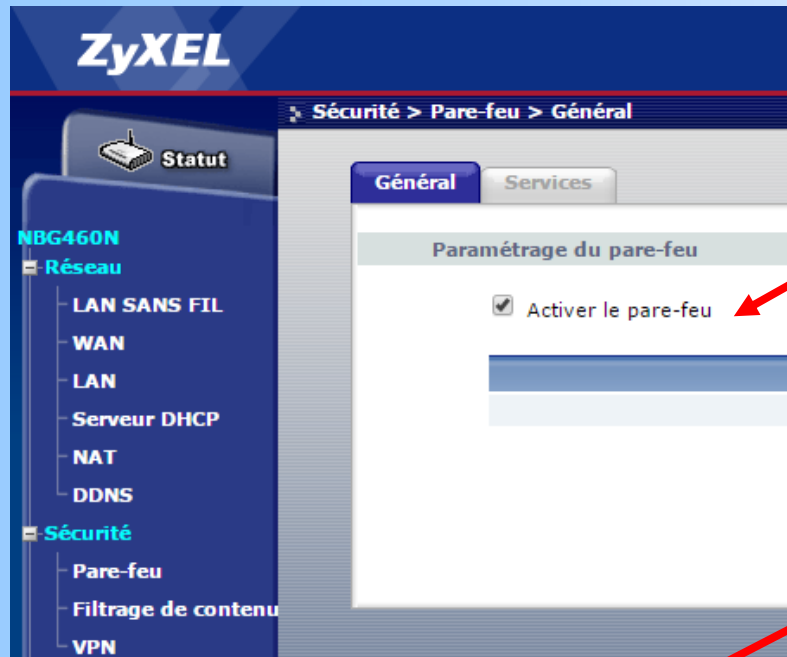 ZyXEL
Sécurité > Pare-feu > Général
Statut
Général
Services
NBG460N
Réseau
LAN SANS FIL
WAN
LAN
Serveur DHCP
NAT
DDNS
Sécurité
Pare-feu
Filtrage de contenu
VPN
Paramétrage du pare-feu
Activer le pare-feu